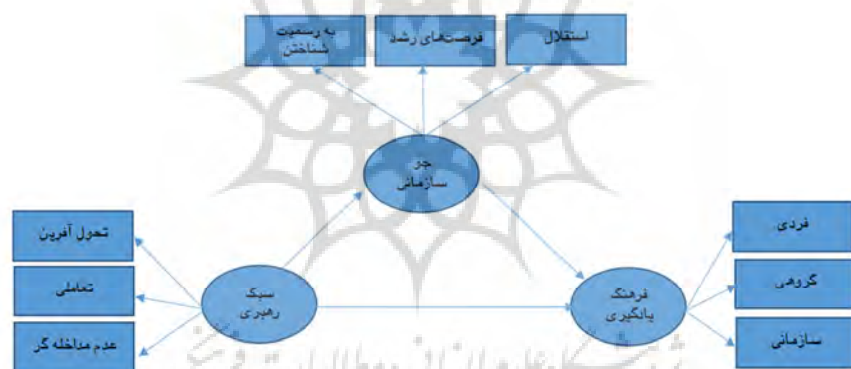 به رسمیت
شناختن
فرصت‌های رشد
استقلال
جو
سازمانی
تحول آفرین
تعاملی
عدم مداخله گر
سبک
رهبری
فرهنگ
یادگیری
فردی
گروهی
سازمانی